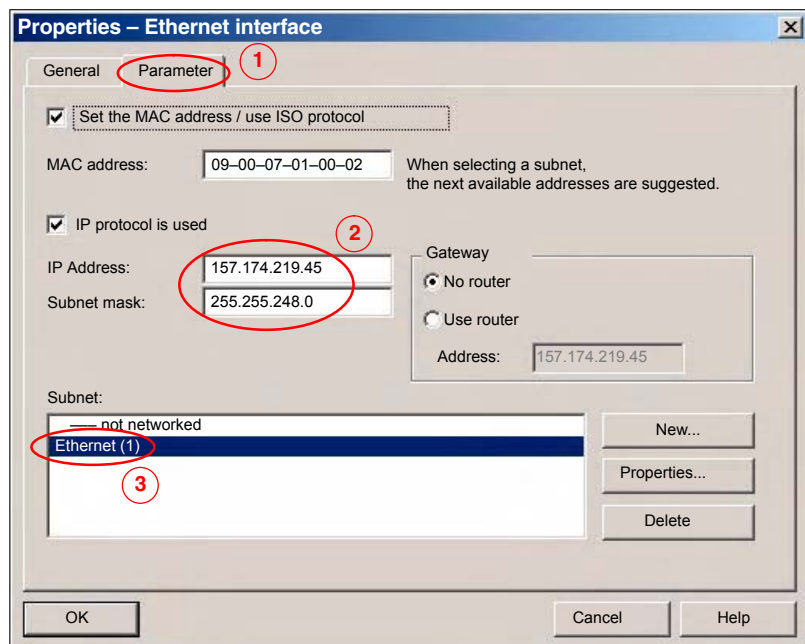 Properties – Ethernet interface
General
Parameter
1
Set the MAC address / use ISO protocol
MAC address:
09–00–07–01–00–02
When selecting a subnet,
the next available addresses are suggested.
IP protocol is used
2
IP Address:
157.174.219.45
Subnet mask:
255.255.248.0
Gateway
No router
Use router
Address:
157.174.219.45
Subnet:
––– not networked
Ethernet (1)
3
New...
Properties...
Delete
OK
Cancel
Help